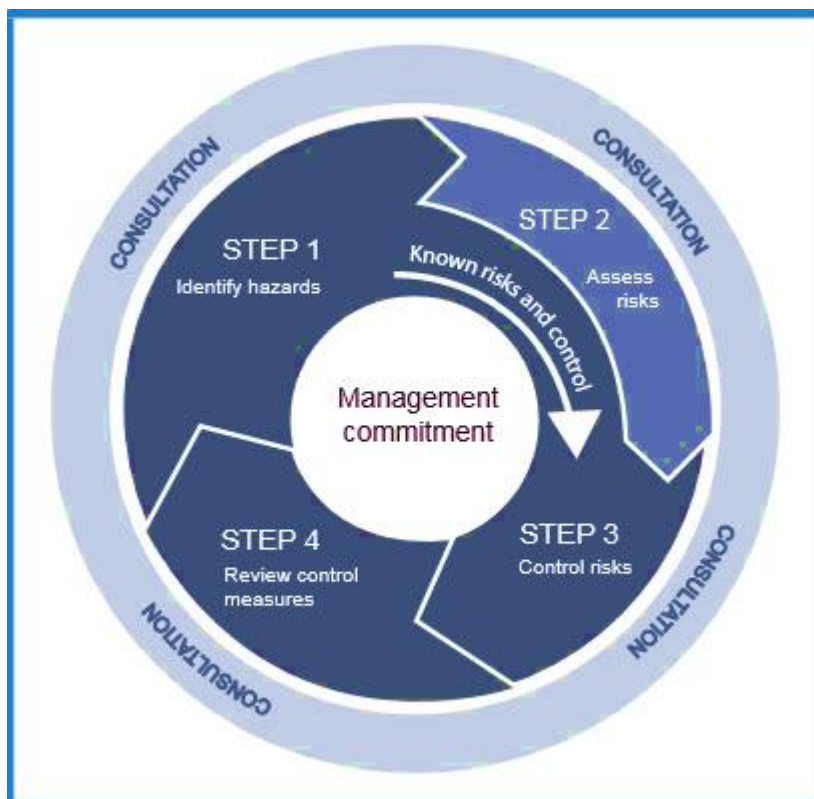 CONSULTATION
CONSULTATION
STEP 1
Identify hazards
STEP 2
Assess
risks
Known risks and control
Management
commitment
STEP 3
Control risks
STEP 4
Review control
measures
CONSULTATION
CONSULTATION